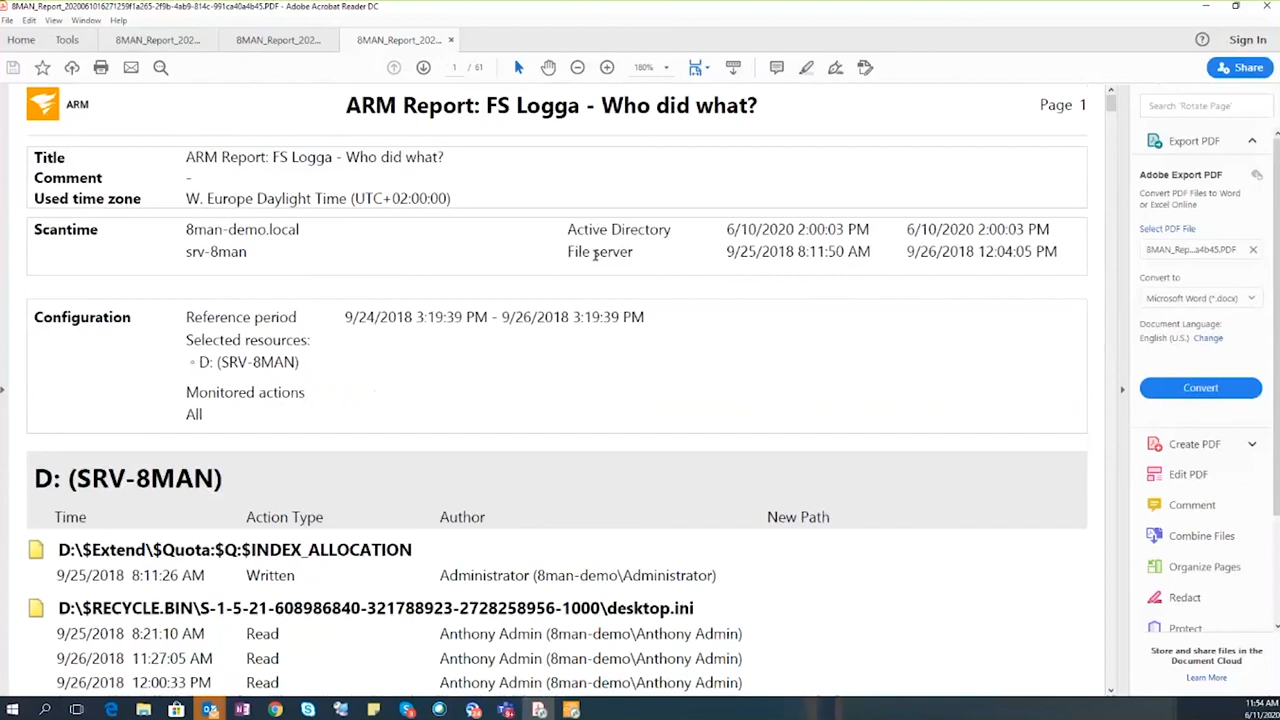 8MAN_Report_2020061016271259f1a265-2f9b-4ab9-814c-991ca40a4b45.PDF - Adobe Acrobat Reader DC
File Edit View Window Help
Home Tools 8MAN_Report_202... 8MAN_Report_202... 8MAN_Report_202... × Sign In
1 / 61 180% Share
ARM ARM Report: FS Logga - Who did what? Page 1
Title ARM Report: FS Logga - Who did what?
Comment -
Used time zone W. Europe Daylight Time (UTC+02:00:00)
Scantime 8man-demo.local Active Directory 6/10/2020 2:00:03 PM 6/10/2020 2:00:03 PM
srv-8man File server 9/25/2018 8:11:50 AM 9/26/2018 12:04:05 PM
Configuration Reference period 9/24/2018 3:19:39 PM - 9/26/2018 3:19:39 PM
Selected resources:
◦ D: (SRV-8MAN)
Monitored actions
All
D: (SRV-8MAN)
Time Action Type Author New Path
D:\$Extend\$Quota:$Q:$INDEX_ALLOCATION
9/25/2018 8:11:26 AM Written Administrator (8man-demo\Administrator)
D:\$RECYCLE.BIN\S-1-5-21-608986840-321788923-2728258956-1000\desktop.ini
9/25/2018 8:21:10 AM Read Anthony Admin (8man-demo\Anthony Admin)
9/26/2018 11:27:05 AM Read Anthony Admin (8man-demo\Anthony Admin)
9/26/2018 12:00:33 PM Read Anthony Admin (8man-demo\Anthony Admin)
Search 'Rotate Page'
Export PDF
Adobe Export PDF
Convert PDF Files to Word
or Excel Online
Select PDF File
8MAN_Rep...a4b45.PDF ×
Convert to
Microsoft Word (*.docx)
Document Language:
English (U.S.) Change
Convert
Create PDF
Edit PDF
Comment
Combine Files
Organize Pages
Redact
Protect
Store and share files in the
Document Cloud
Learn More
11:54 AM
6/11/2020